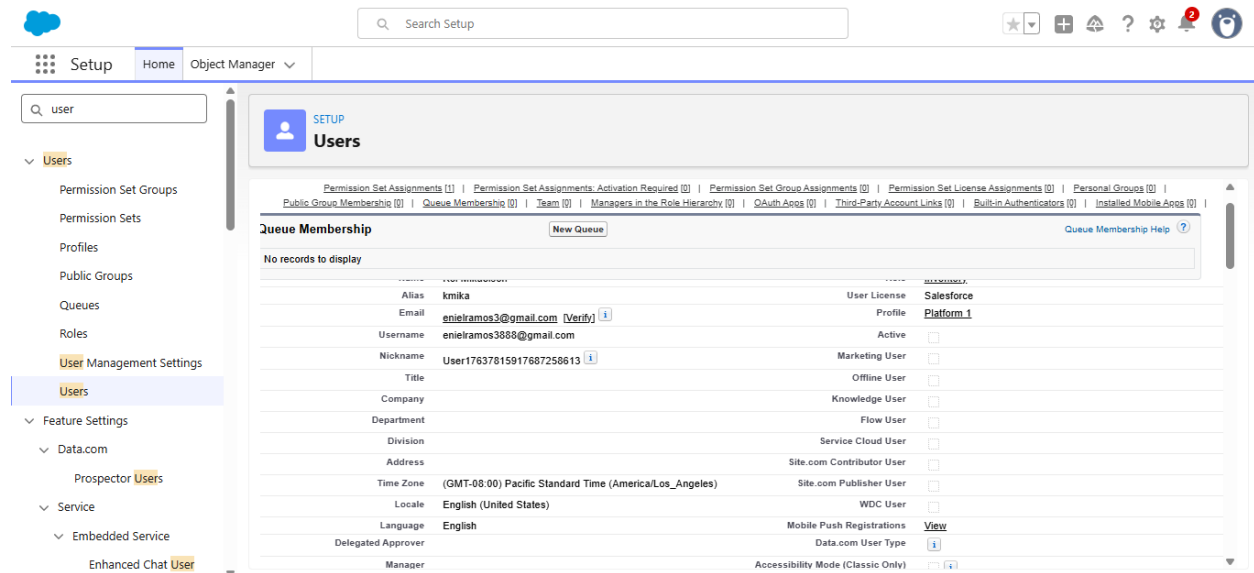 Search Setup
2
Setup
Home
Object Manager
user
Users
Permission Set Groups
Permission Sets
Profiles
Public Groups
Queues
Roles
User Management Settings
Users
Feature Settings
Data.com
Prospector Users
Service
Embedded Service
Enhanced Chat User
SETUP
Users
Permission Set Assignments [1] | Permission Set Assignments: Activation Required [0] | Permission Set Group Assignments [0] | Permission Set License Assignments [0] | Personal Groups [0] |
Public Group Membership [0] | Queue Membership [0] | Team [0] | Managers in the Role Hierarchy [0] | OAuth Apps [0] | Third-Party Account Links [0] | Built-in Authenticators [0] | Installed Mobile Apps [0] |
Queue Membership New Queue Queue Membership Help ?
No records to display
Alias kmika User License Salesforce
Email enielramos3@gmail.com [Verify] i Profile Platform 1
Username enielramos3888@gmail.com Active
Nickname User17637815917687258613 i Marketing User
Title Offline User
Company Knowledge User
Department Flow User
Division Service Cloud User
Address Site.com Contributor User
Time Zone (GMT-08:00) Pacific Standard Time (America/Los_Angeles) Site.com Publisher User
Locale English (United States) WDC User
Language English Mobile Push Registrations View
Delegated Approver Data.com User Type i
Manager Accessibility Mode (Classic Only) i